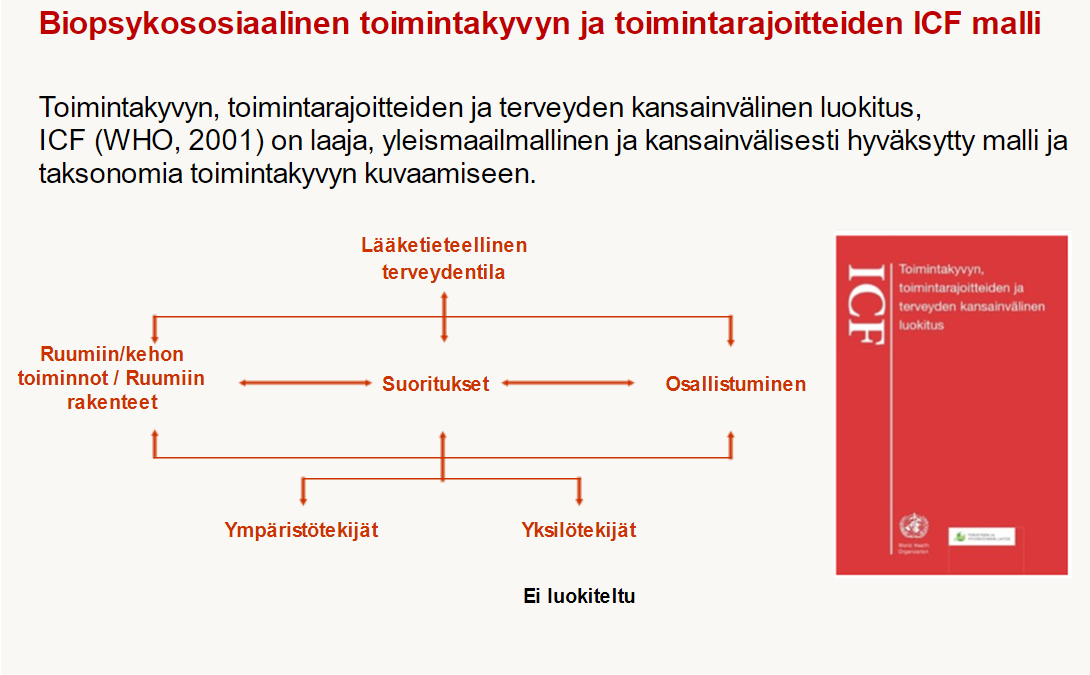 Biopsykososiaalinen toimintakyvyn ja toimintarajoitteiden ICF malli
Toimintakyvyn, toimintarajoitteiden ja terveyden kansainvälinen luokitus,
ICF (WHO, 2001) on laaja, yleismaailmallinen ja kansainvälisesti hyväksytty malli ja
taksonomia toimintakyvyn kuvaamiseen.
Lääketieteellinen
terveydentila
Ruumiin/kehon
toiminnot / Ruumiin
rakenteet
Suoritukset
Osallistuminen
Ympäristötekijät
Yksilötekijät
Ei luokiteltu
ICF
Toimintakyvyn,
toimintarajoitteiden ja
terveyden kansainvälinen
luokitus
World Health
Organization